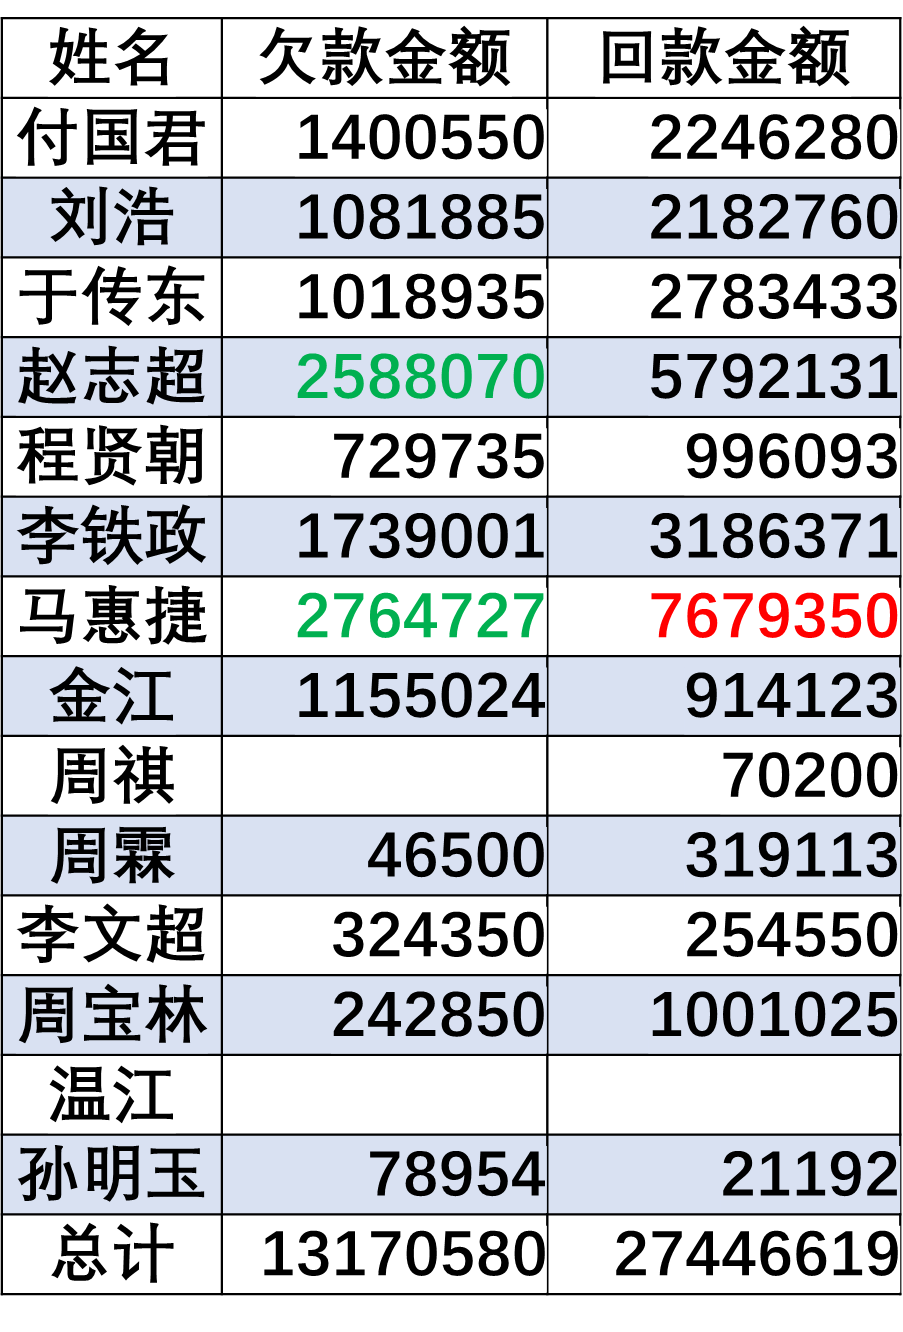 姓名 欠款金额 回款金额
付国君 1400550 2246280
刘浩 1081885 2182760
于传东 1018935 2783433
赵志超 2588070 5792131
程贤朝 729735 996093
李铁政 1739001 3186371
马惠捷 2764727 7679350
金江 1155024 914123
周祺 70200
周霖 46500 319113
李文超 324350 254550
周宝林 242850 1001025
温江
孙明玉 78954 21192
总计 13170580 27446619